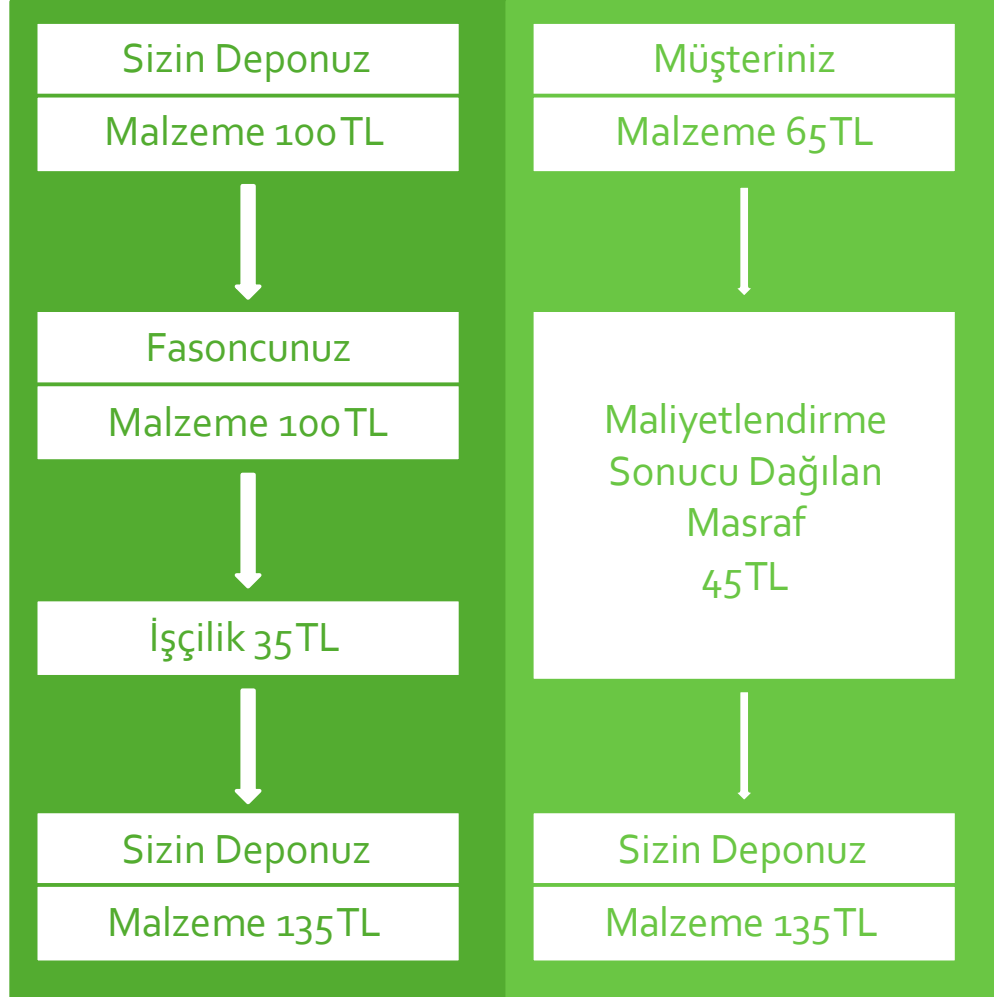 Sizin Deponuz
Malzeme 100TL
Fasoncunuz
Malzeme 100TL
İşçilik 35TL
Sizin Deponuz
Malzeme 135TL
Müşteriniz
Malzeme 65TL
Maliyetlendirme
Sonucu Dağılan
Masraf
45TL
Sizin Deponuz
Malzeme 135TL